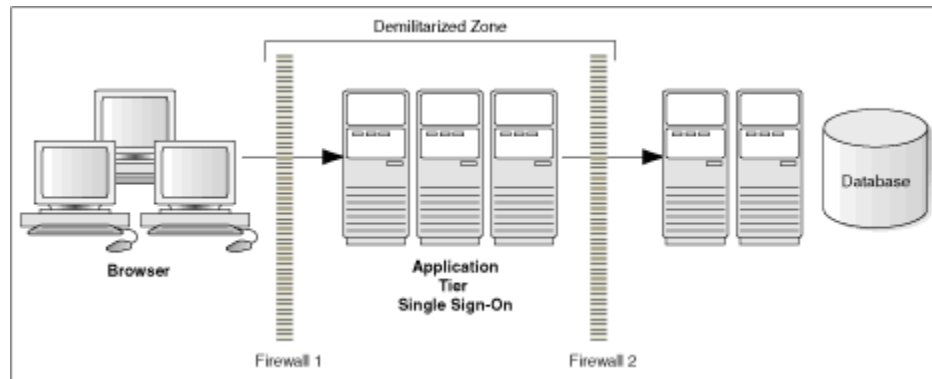 Demilitarized Zone
Database
Browser
Application
Tier
Single Sign-On
Firewall 1
Firewall 2